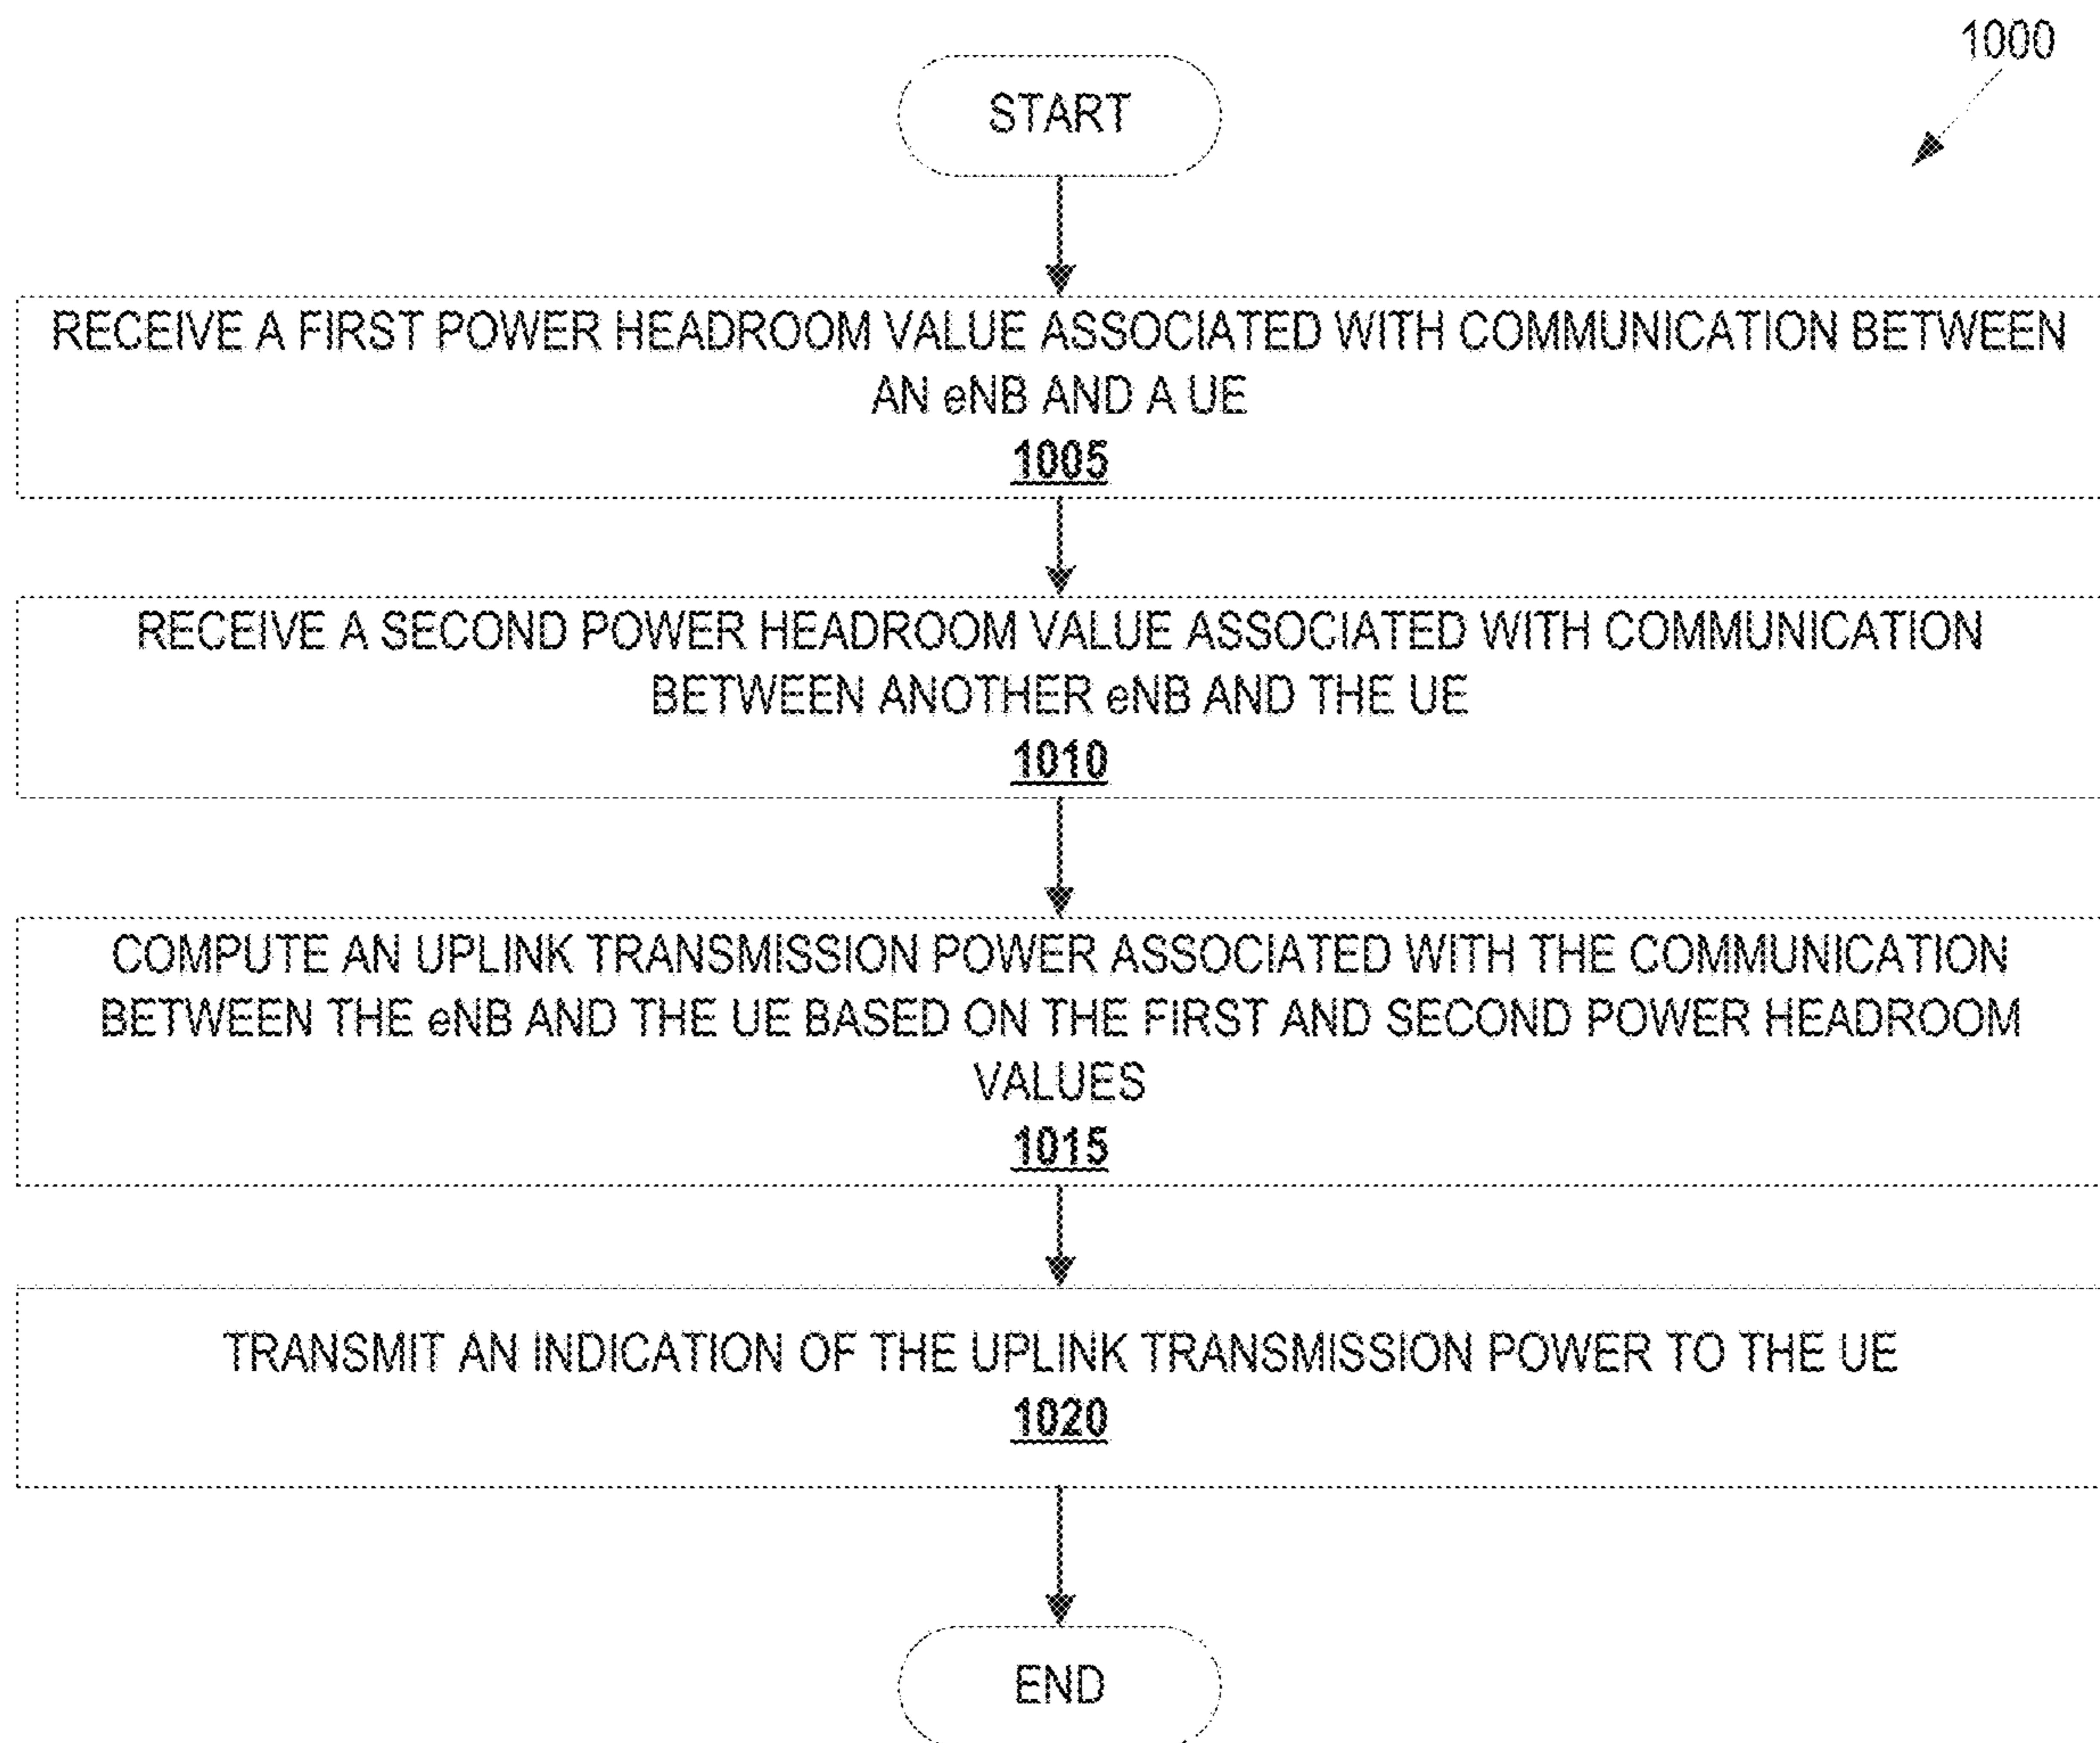 1000
START
RECEIVE A FIRST POWER HEADROOM VALUE ASSOCIATED WITH COMMUNICATION BETWEEN
AN eNB AND A UE
1005
RECEIVE A SECOND POWER HEADROOM VALUE ASSOCIATED WITH COMMUNICATION
BETWEEN ANOTHER eNB AND THE UE
1010
COMPUTE AN UPLINK TRANSMISSION POWER ASSOCIATED WITH THE COMMUNICATION
BETWEEN THE eNB AND THE UE BASED ON THE FIRST AND SECOND POWER HEADROOM
VALUES
1015
TRANSMIT AN INDICATION OF THE UPLINK TRANSMISSION POWER TO THE UE
1020
END